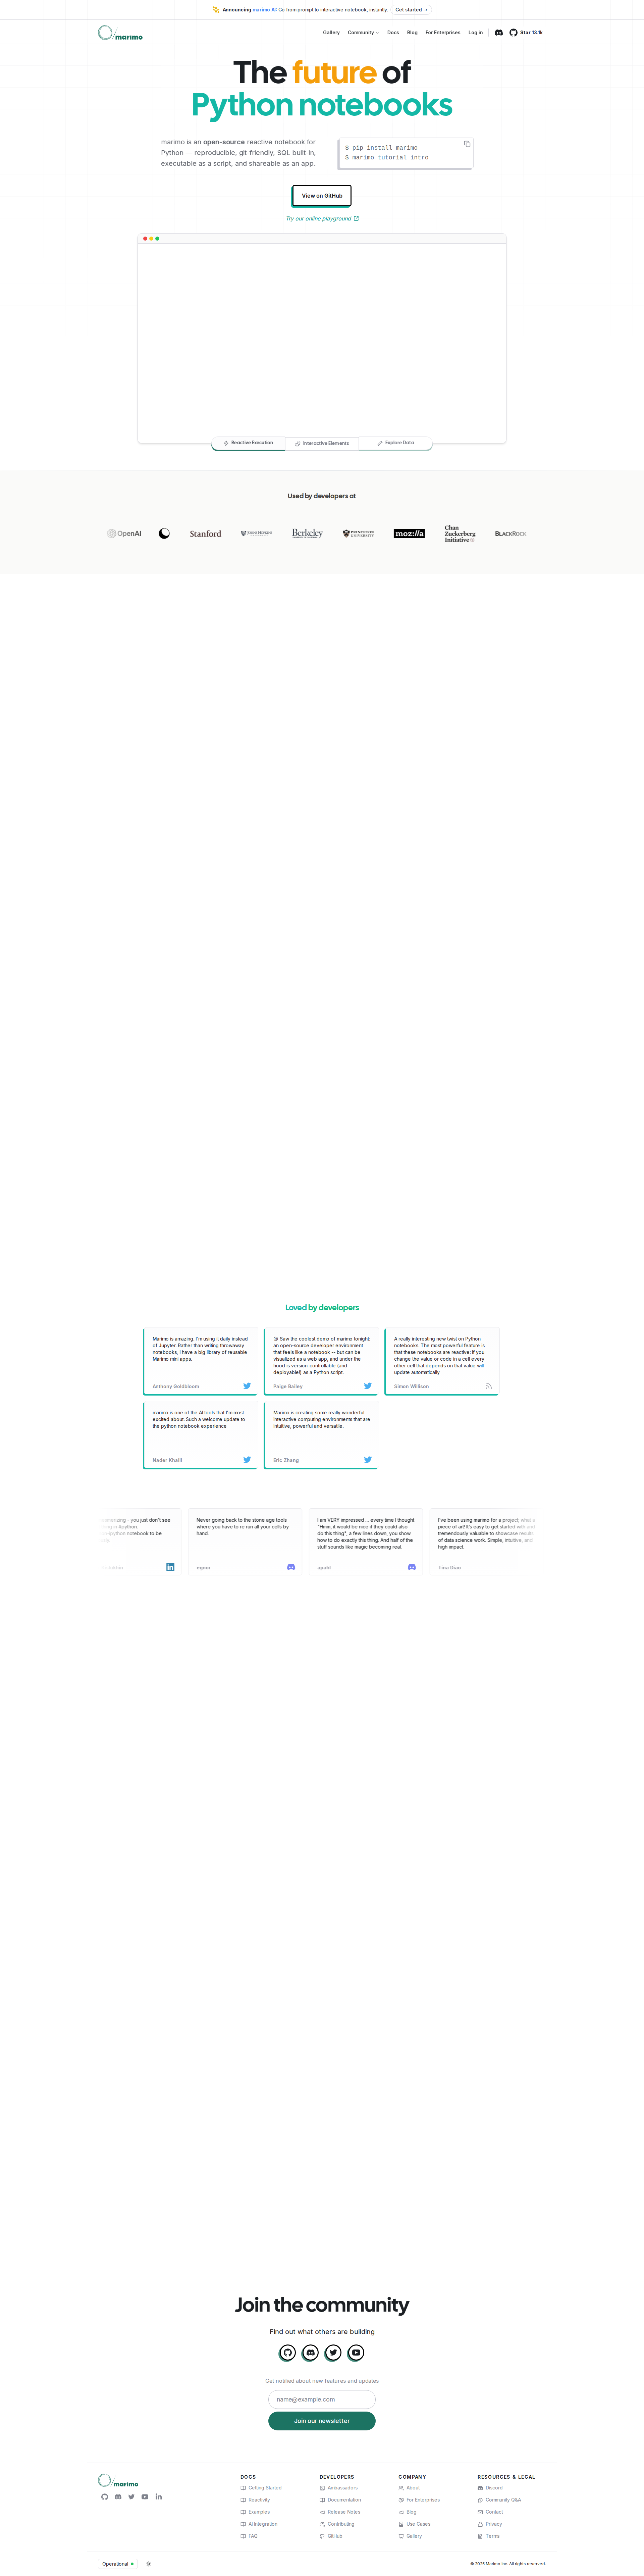 Announcing marimo AI: Go from prompt to interactive notebook, instantly. Get started →
marimo
Gallery Community Docs Blog For Enterprises Log in Star 13.1k
The future of
Python notebooks
marimo is an open-source reactive notebook for
Python — reproducible, git-friendly, SQL built-in,
executable as a script, and shareable as an app.
$ pip install marimo
$ marimo tutorial intro
View on GitHub
Try our online playground
Reactive Execution Interactive Elements Explore Data
Used by developers at
OpenAI Stanford Johns Hopkins Berkeley Princeton University moz://a Chan Zuckerberg Initiative BlackRock
Loved by developers
Marimo is amazing. I'm using it daily instead
of Jupyter. Rather than writing throwaway
notebooks, I have a big library of reusable
Marimo mini apps.
Anthony Goldbloom
Saw the coolest demo of marimo tonight:
an open-source developer environment
that feels like a notebook -- but can be
visualized as a web app, and under the
hood is version-controllable (and
deployable!) as a Python script.
Paige Bailey
A really interesting new twist on Python
notebooks. The most powerful feature is
that these notebooks are reactive: if you
change the value or code in a cell every
other cell that depends on that value will
update automatically
Simon Willison
marimo is one of the AI tools that I'm most
excited about. Such a welcome update to
the python notebook experience
Nader Khalil
Marimo is creating some really wonderful
interactive computing environments that are
intuitive, powerful and versatile.
Eric Zhang
- you just don't see
#python.
python notebook to be
Never going back to the stone age tools
where you have to re run all your cells by
hand.
egnor
I am VERY impressed ... every time I thought
"Hmm, it would be nice if they could also
do this thing", a few lines down, you show
how to do exactly this thing. And half of the
stuff sounds like magic becoming real.
apahl
I've been using marimo for a project; what a
piece of art! It's easy to get started with and
tremendously valuable to showcase results
of data science work. Simple, intuitive, and
high impact.
Tina Diao
Join the community
Find out what others are building
Get notified about new features and updates
name@example.com
Join our newsletter
marimo
DOCS
Getting Started
Reactivity
Examples
AI Integration
FAQ
DEVELOPERS
Ambassadors
Documentation
Release Notes
Contributing
GitHub
COMPANY
About
For Enterprises
Blog
Use Cases
Gallery
RESOURCES & LEGAL
Discord
Community Q&A
Contact
Privacy
Terms
Operational
© 2025 Marimo Inc. All rights reserved.